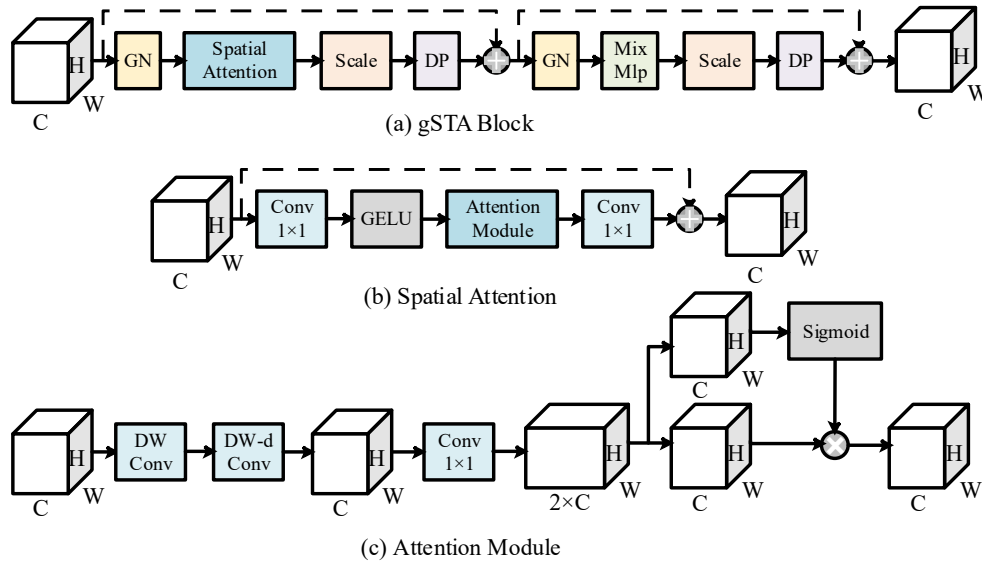 H
W
C
GN
Spatial
Attention
Scale
DP
GN
Mix
Mlp
Scale
DP
H
W
C
(a) gSTA Block
H
W
C
Conv
1×1
GELU
Attention
Module
Conv
1×1
H
W
C
(b) Spatial Attention
H
W
C
Sigmoid
H
W
C
DW
Conv
DW-d
Conv
H
W
C
Conv
1×1
H
W
2×C
H
W
C
H
W
C
(c) Attention Module